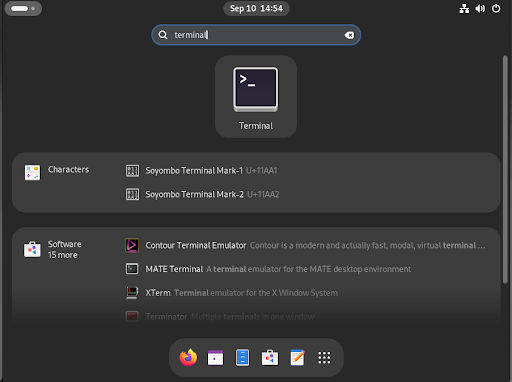 Sep 10 14:54
terminal
Terminal
Characters
Soyombo Terminal Mark-1 U+11AA1
Soyombo Terminal Mark-2 U+11AA2
Software
15 more
Contour Terminal Emulator Contour is a modern and actually fast, modal, virtual terminal ...
MATE Terminal A terminal emulator for the MATE desktop environment
XTerm Terminal emulator for the X Window System
Terminator Multiple terminals in one window